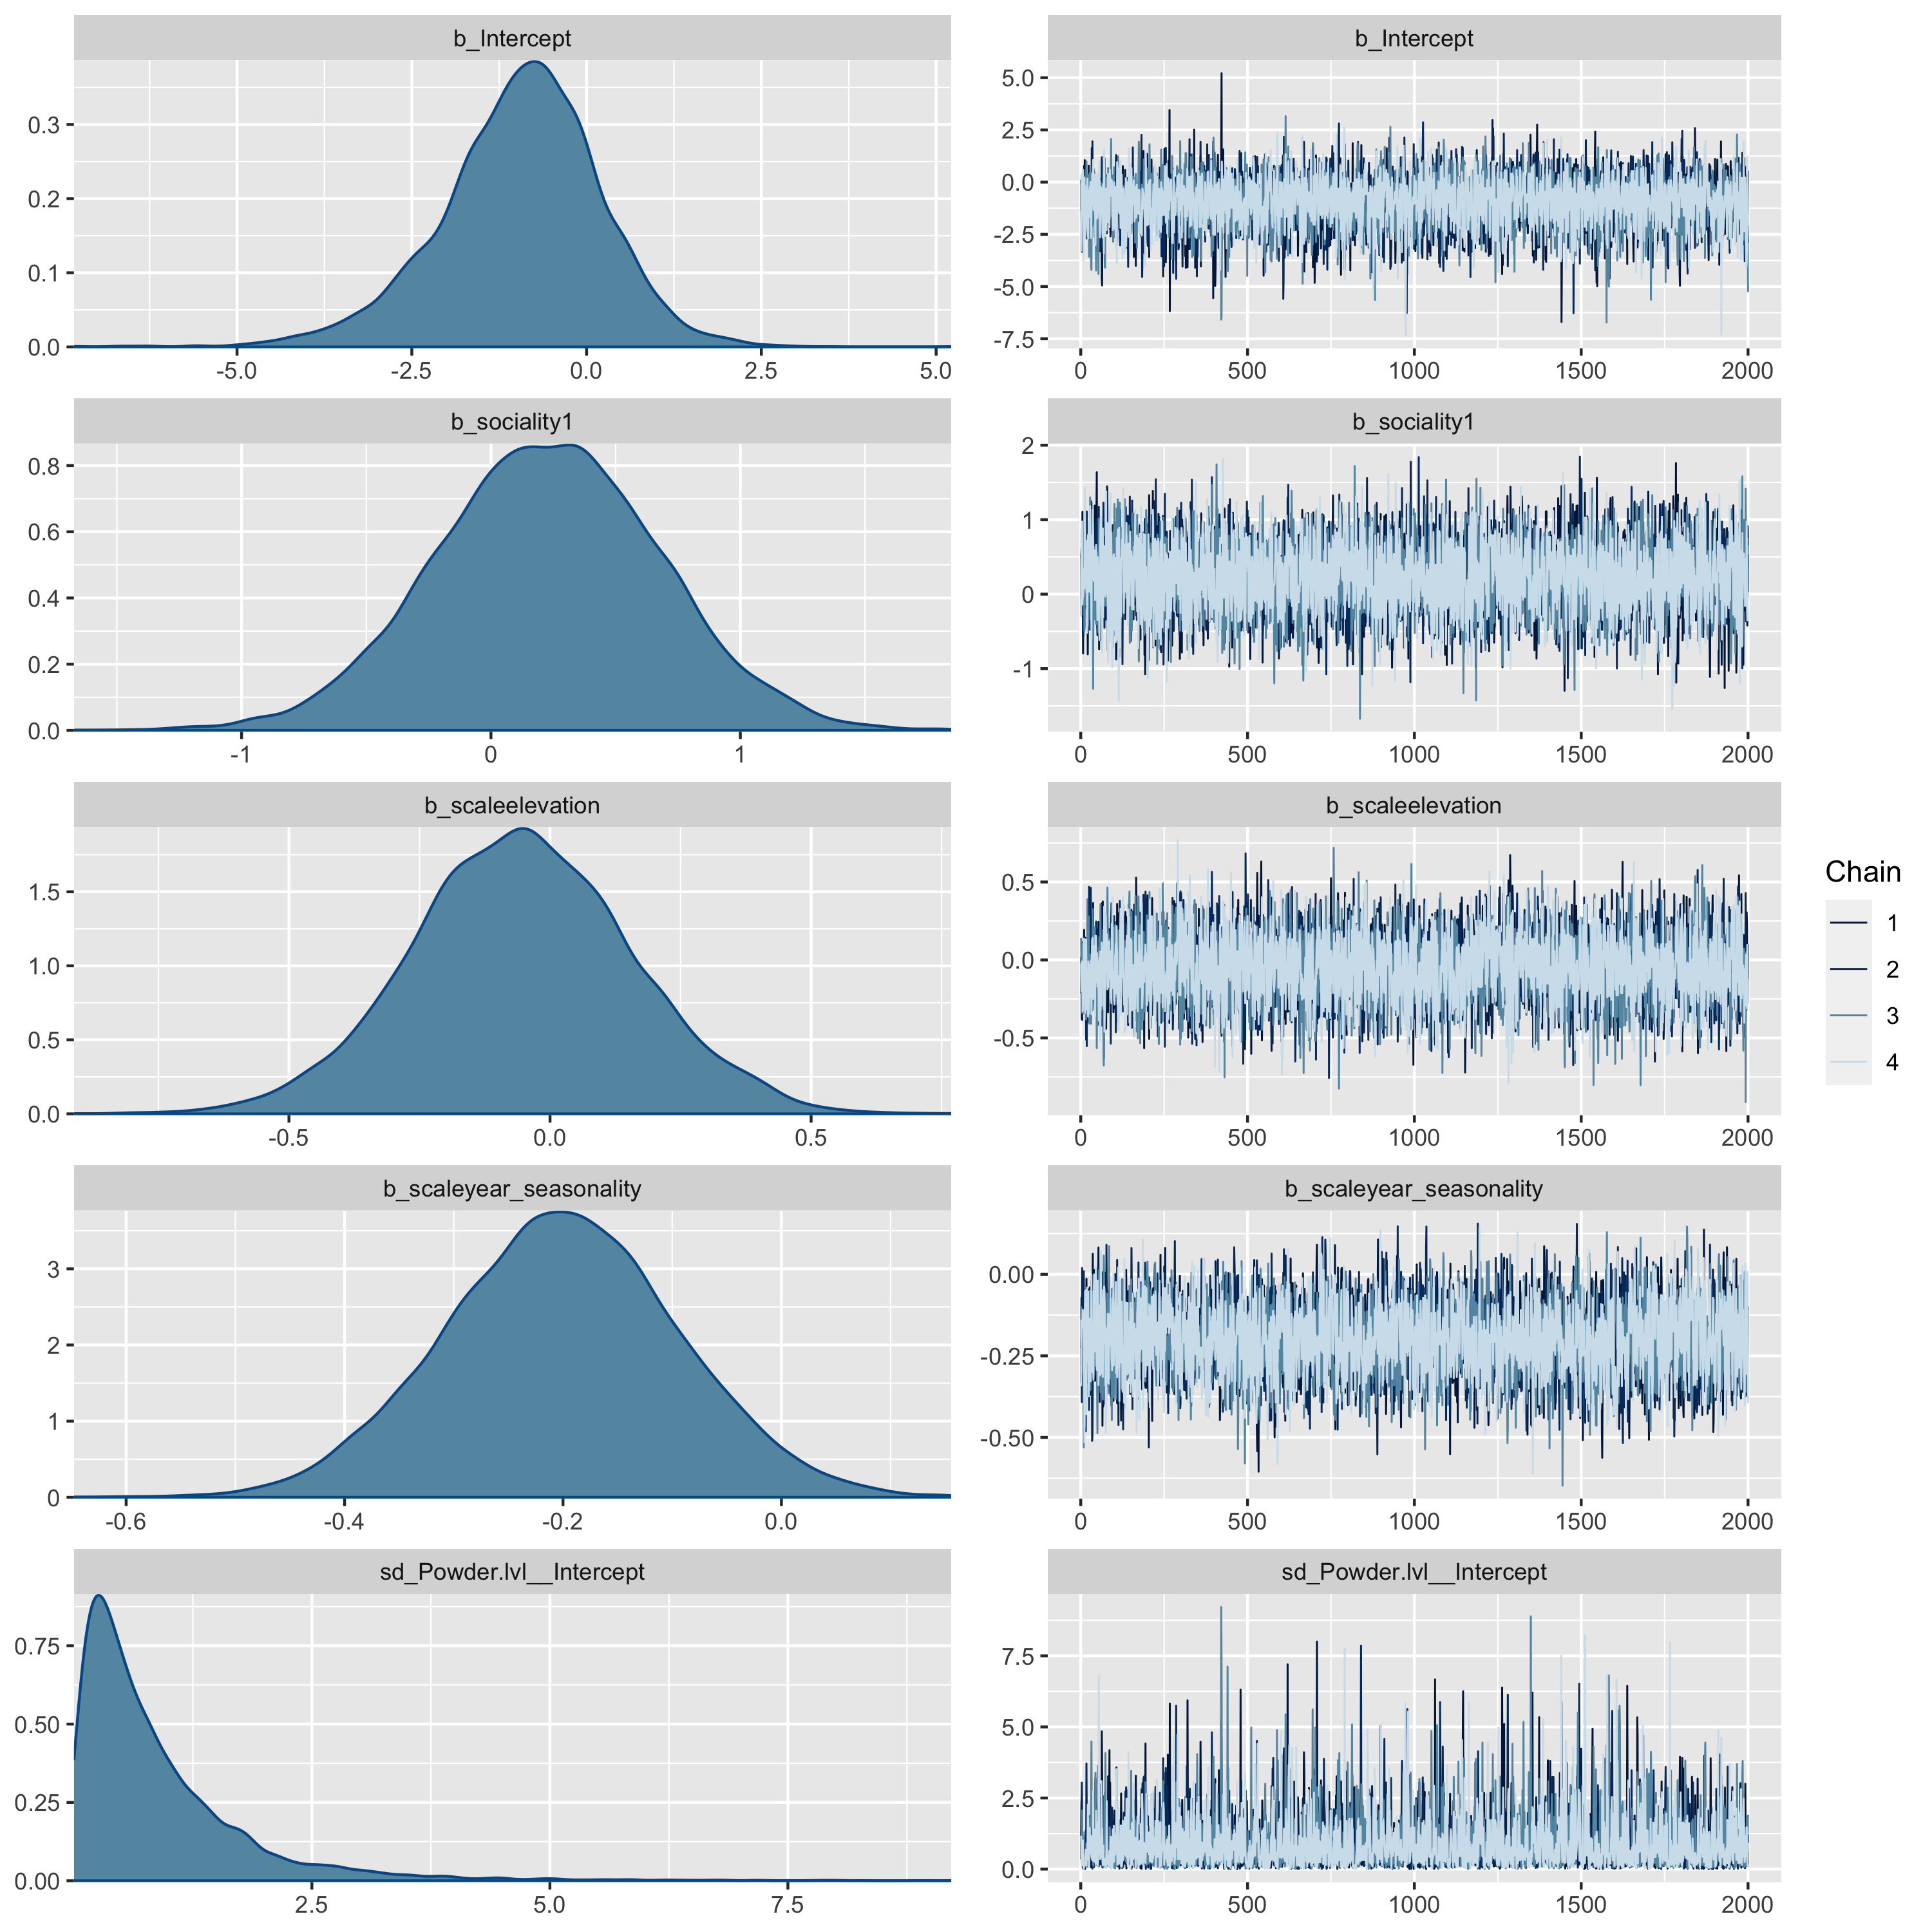 b_Intercept
0.3
0.2
0.1
0.0
-5.0 -2.5 0.0 2.5 5.0
b_Intercept
5.0
2.5
0.0
-2.5
-5.0
-7.5
0 500 1000 1500 2000
b_sociality1
0.8
0.6
0.4
0.2
0.0
-1 0 1
b_sociality1
2
1
0
-1
0 500 1000 1500 2000
b_scaleelevation
1.5
1.0
0.5
0.0
-0.5 0.0 0.5
b_scaleelevation
0.5
0.0
-0.5
0 500 1000 1500 2000
b_scaleyear_seasonality
3
2
1
0
-0.6 -0.4 -0.2 0.0
b_scaleyear_seasonality
0.00
-0.25
-0.50
0 500 1000 1500 2000
sd_Powder.lvl__Intercept
0.75
0.50
0.25
0.00
2.5 5.0 7.5
sd_Powder.lvl__Intercept
7.5
5.0
2.5
0.0
0 500 1000 1500 2000
Chain
1
2
3
4